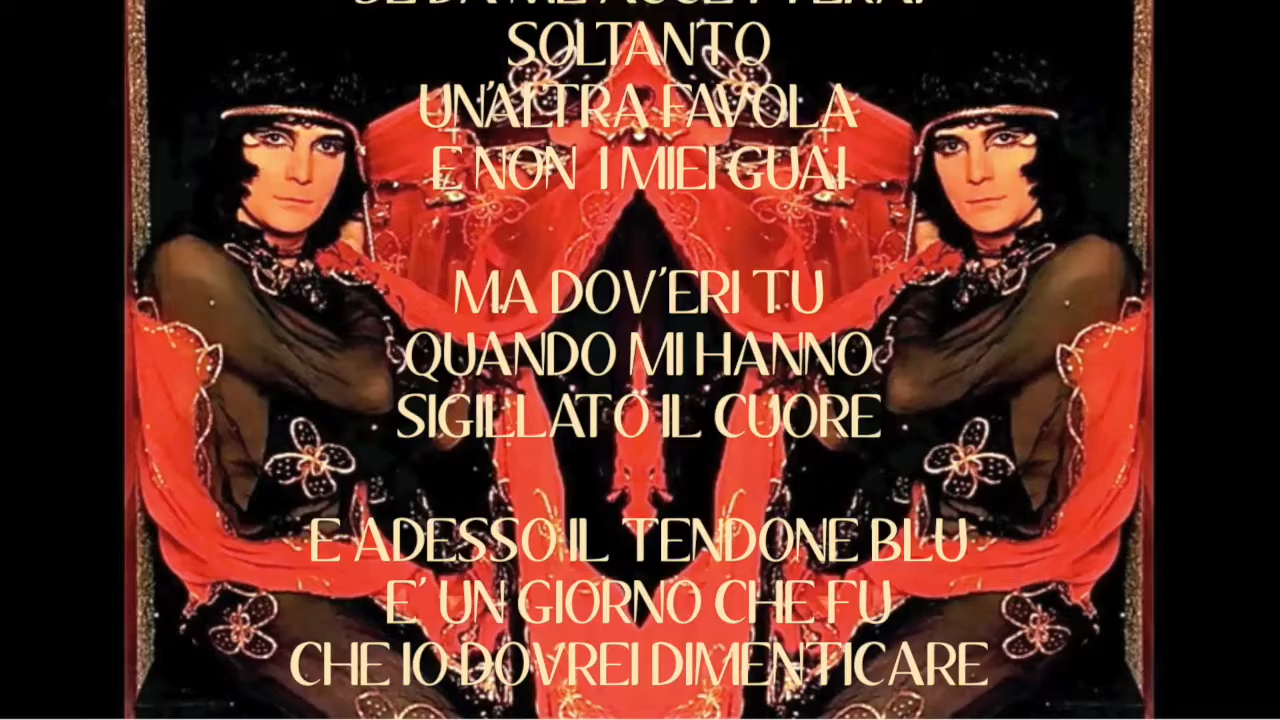 SOLTANTO
UN'ALTRA FAVOLA
E NON I MIEI GUAI
MA DOV'ERI TU
QUANDO MI HANNO
SIGILLATO IL CUORE
E ADESSO IL TENDONE BLU
E' UN GIORNO CHE FU
CHE IO DOVREI DIMENTICARE